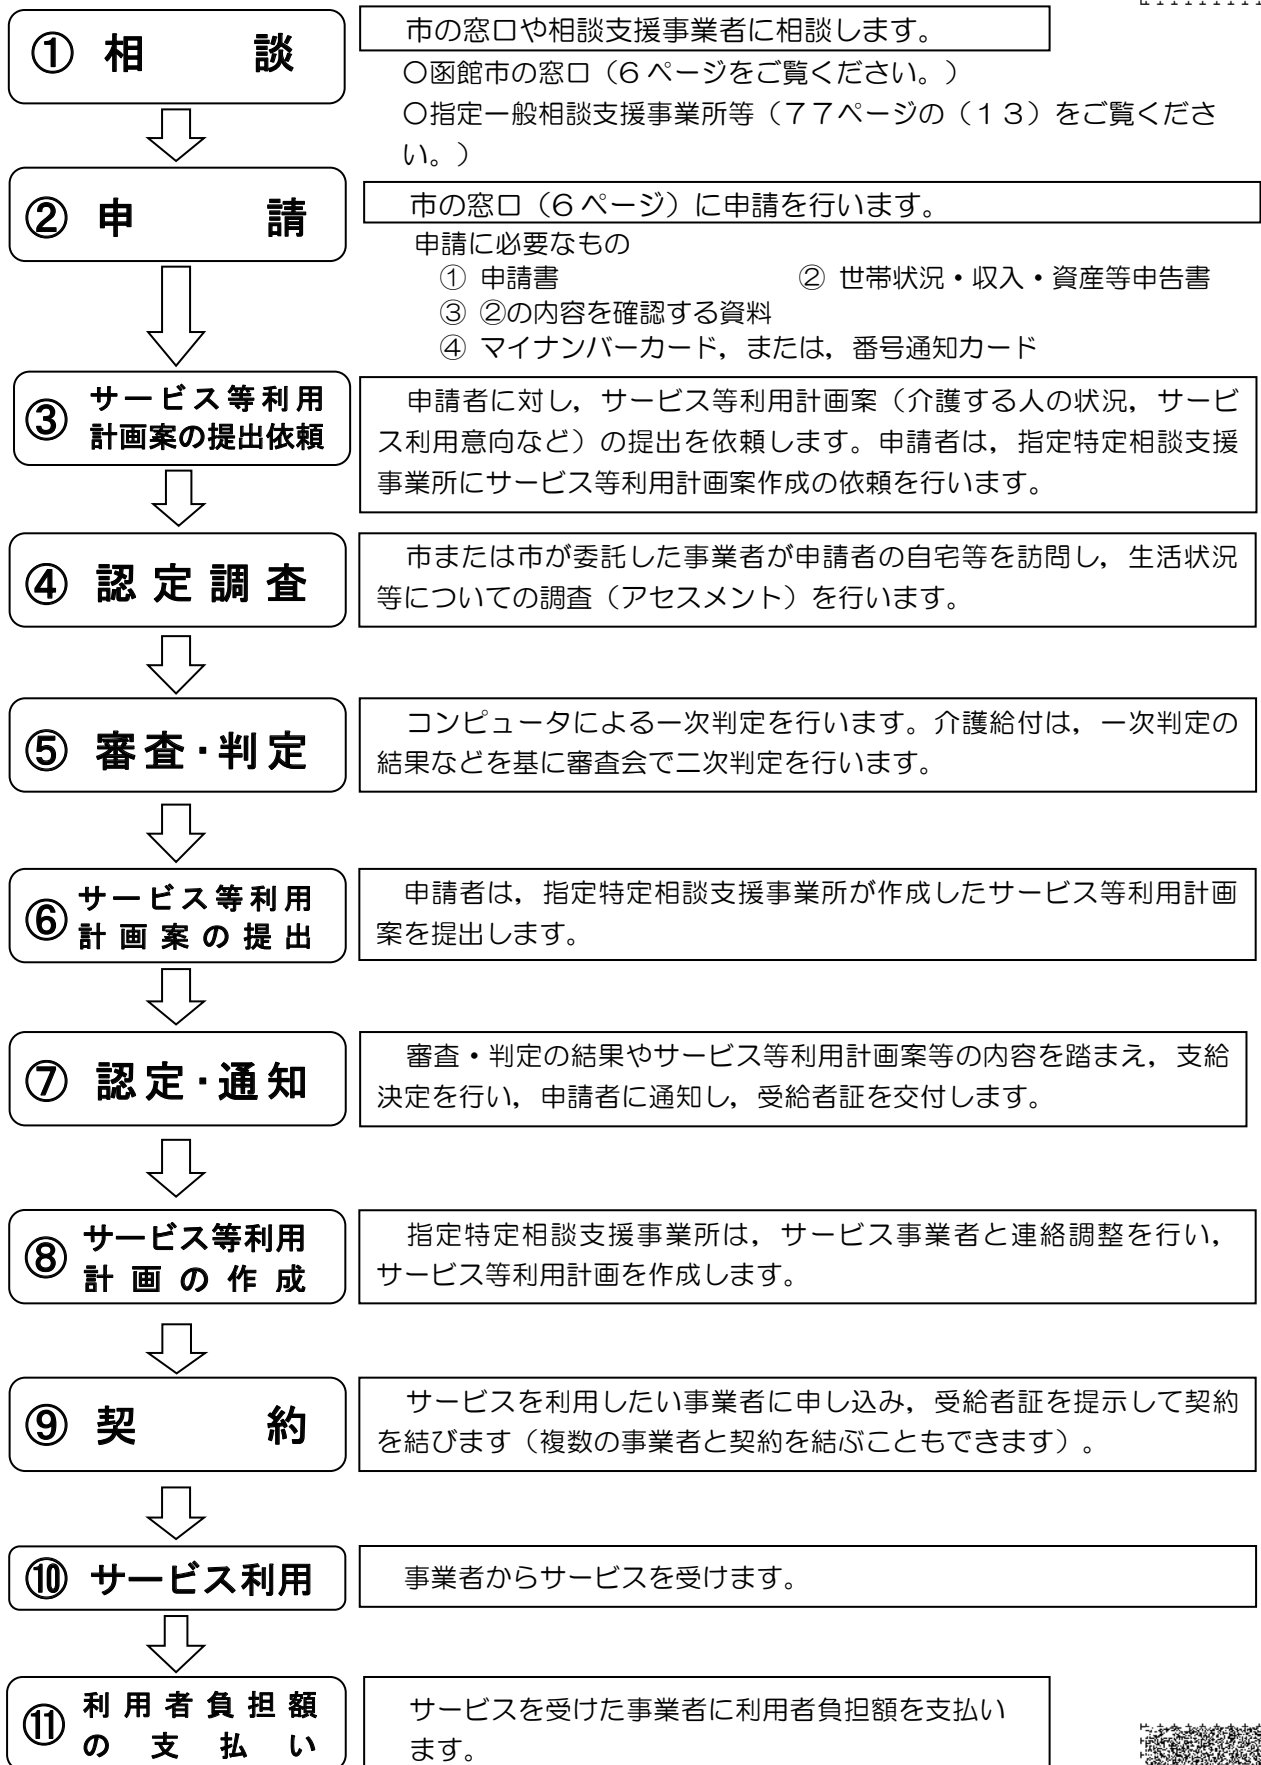 ① 相 談
市の窓口や相談支援事業者に相談します。
○函館市の窓口（6ページをご覧ください。）
○指定一般相談支援事業所等（７７ページの（１３）をご覧くださ
い。）
② 申 請
市の窓口（６ページ）に申請を行います。
申請に必要なもの
① 申請書 ② 世帯状況・収入・資産等申告書
③ ②の内容を確認する資料
④ マイナンバーカード，または，番号通知カード
③ サービス等利用
計画案の提出依頼
申請者に対し，サービス等利用計画案（介護する人の状況，サービ
ス利用意向など）の提出を依頼します。申請者は，指定特定相談支援
事業所にサービス等利用計画案作成の依頼を行います。
④ 認定調査
市または市が委託した事業者が申請者の自宅等を訪問し，生活状況
等についての調査（アセスメント）を行います。
⑤ 審査・判定
コンピュータによる一次判定を行います。介護給付は，一次判定の
結果などを基に審査会で二次判定を行います。
⑥ サービス等利用
計画案の提出
申請者は，指定特定相談支援事業所が作成したサービス等利用計画
案を提出します。
⑦ 認定・通知
審査・判定の結果やサービス等利用計画案等の内容を踏まえ，支給
決定を行い，申請者に通知し，受給者証を交付します。
⑧ サービス等利用
計画の作成
指定特定相談支援事業所は，サービス事業者と連絡調整を行い，
サービス等利用計画を作成します。
⑨ 契 約
サービスを利用したい事業者に申し込み，受給者証を提示して契約
を結びます（複数の事業者と契約を結ぶこともできます）。
⑩ サービス利用
事業者からサービスを受けます。
⑪ 利用者負担額
の支払い
サービスを受けた事業者に利用者負担額を支払い
ます。